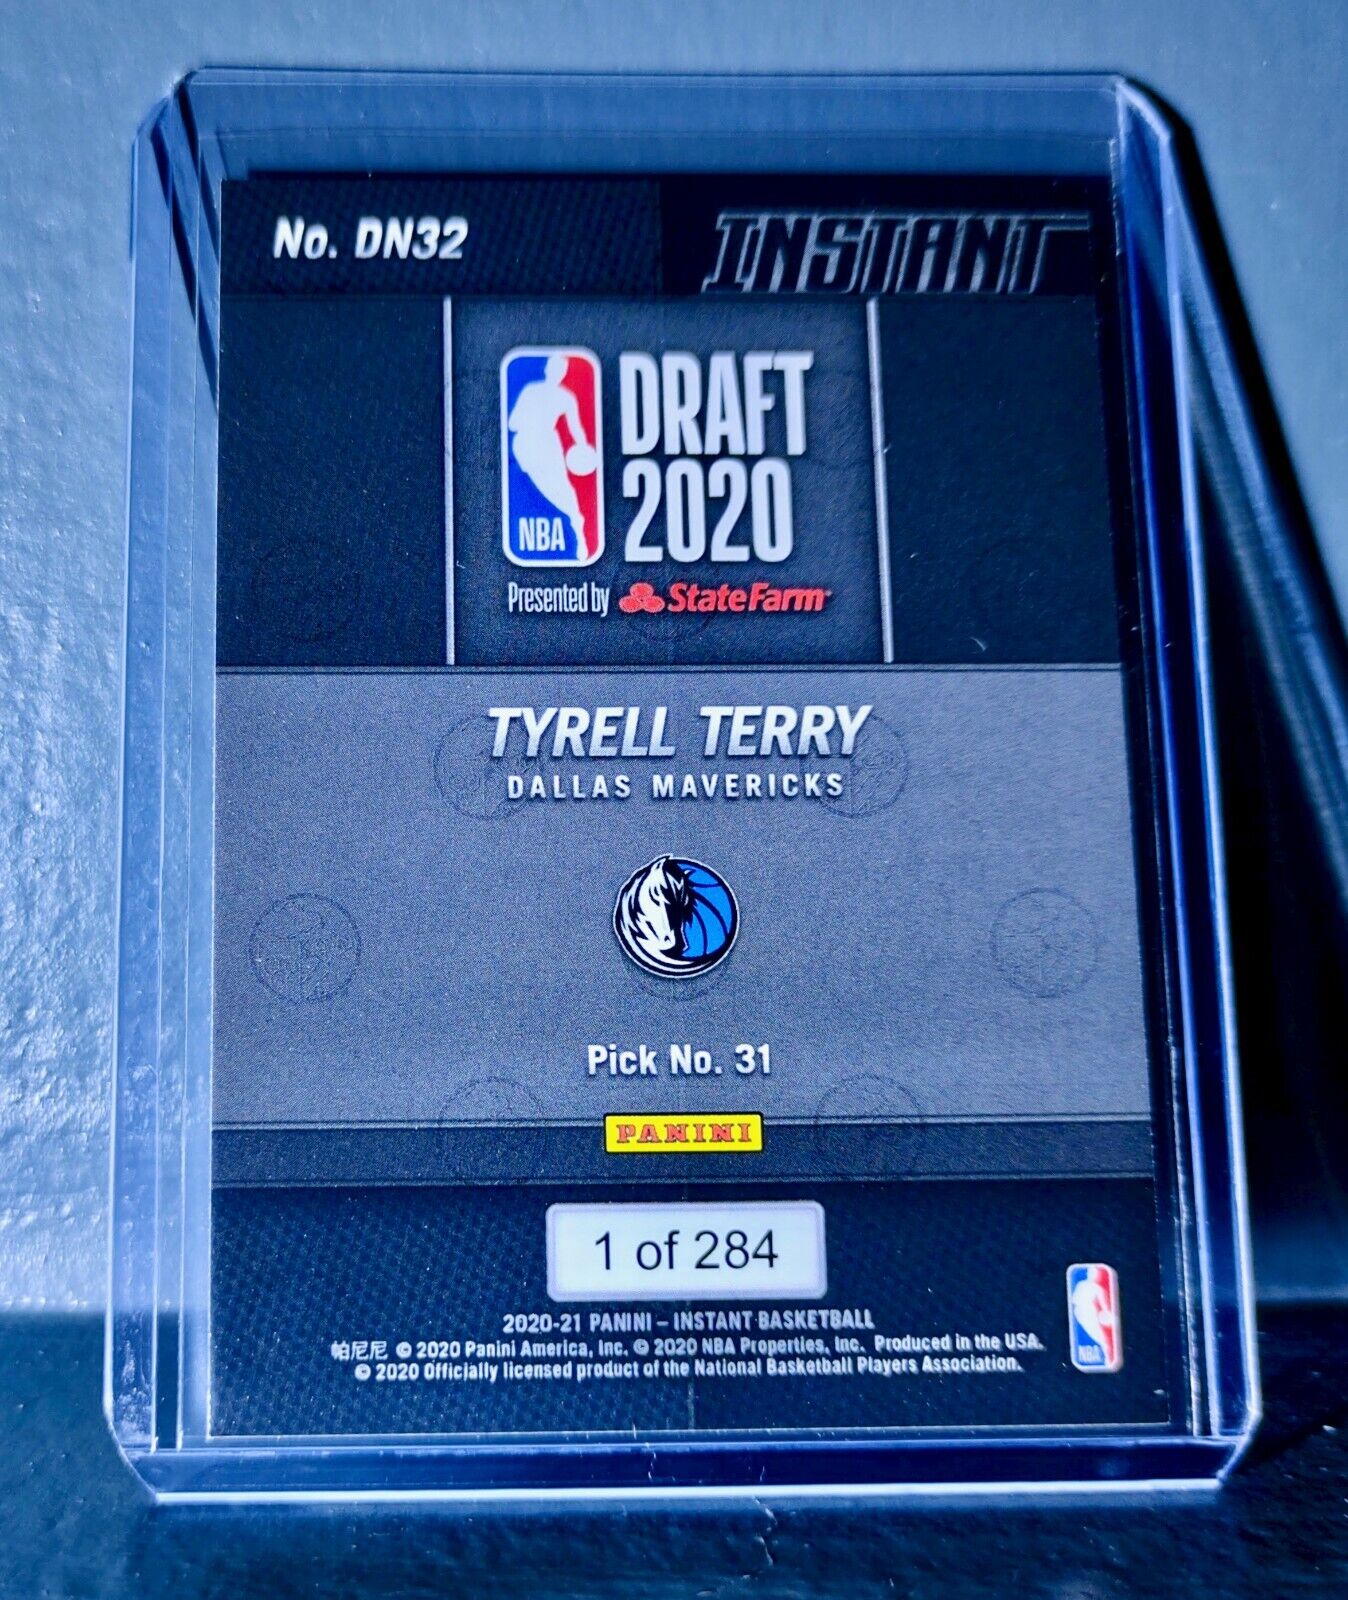 No. DN32
INSTANT
DRAFT
2020
NBA
Presented by StateFarm
TYRELL TERRY
DALLAS MAVERICKS
Pick No. 31
PANINI
1 of 284
2020-21 PANINI – INSTANT BASKETBALL
帕尼尼 © 2020 Panini America, Inc. © 2020 NBA Properties, Inc. Produced in the USA.
© 2020 Officially licensed product of the National Basketball Players Association.
NBA